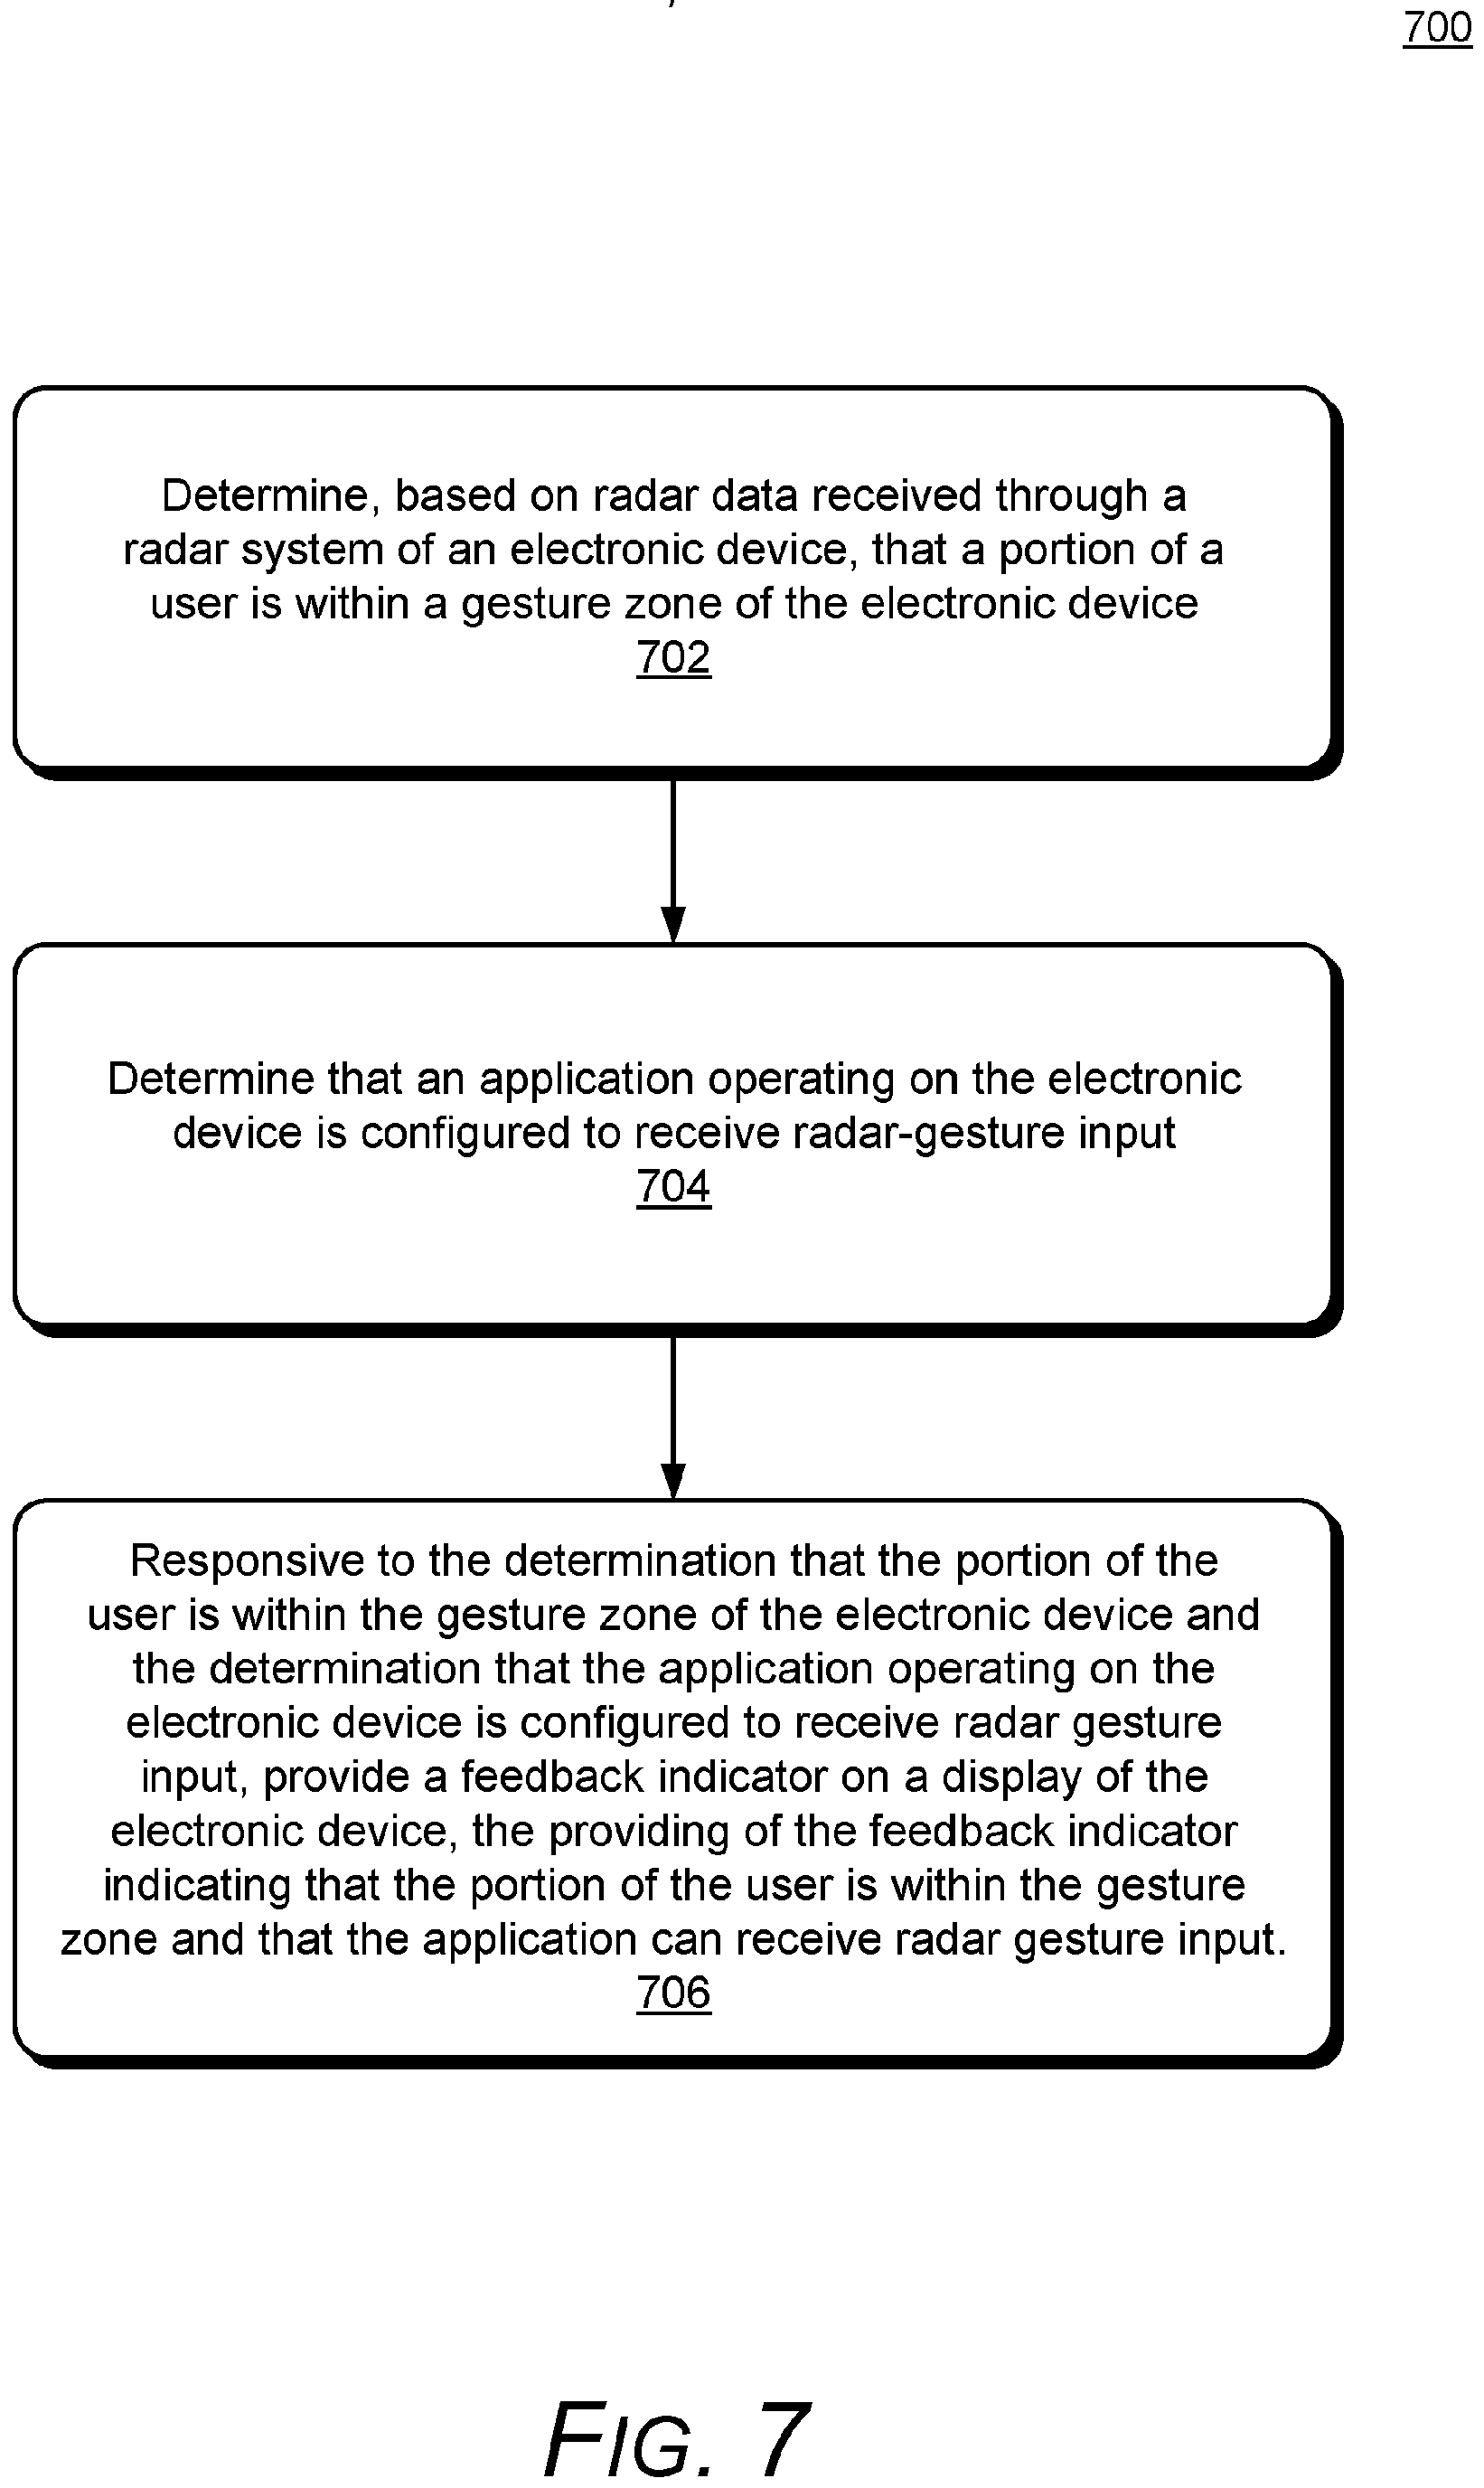 700
Determine, based on radar data received through a
radar system of an electronic device, that a portion of a
user is within a gesture zone of the electronic device
702
Determine that an application operating on the electronic
device is configured to receive radar-gesture input
704
Responsive to the determination that the portion of the
user is within the gesture zone of the electronic device and
the determination that the application operating on the
electronic device is configured to receive radar gesture
input, provide a feedback indicator on a display of the
electronic device, the providing of the feedback indicator
indicating that the portion of the user is within the gesture
zone and that the application can receive radar gesture input.
706
FIG. 7